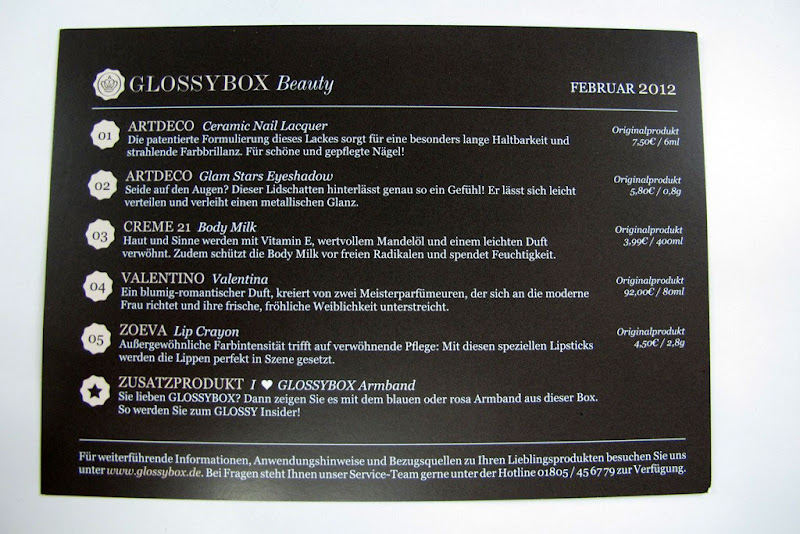 GLOSSYBOX Beauty FEBRUAR 2012
01 ARTDECO Ceramic Nail Lacquer
Die patentierte Formulierung dieses Lackes sorgt für eine besonders lange Haltbarkeit und
strahlende Farbbrillanz. Für schöne und gepflegte Nägel!
Originalprodukt
7,50€ / 6ml
02 ARTDECO Glam Stars Eyeshadow
Seide auf den Augen? Dieser Lidschatten hinterlässt genau so ein Gefühl! Er lässt sich leicht
verteilen und verleiht einen metallischen Glanz.
Originalprodukt
5,80€ / 0,8g
03 CREME 21 Body Milk
Haut und Sinne werden mit Vitamin E, wertvollem Mandelöl und einem leichten Duft
verwöhnt. Zudem schützt die Body Milk vor freien Radikalen und spendet Feuchtigkeit.
Originalprodukt
3,99€ / 400ml
04 VALENTINO Valentina
Ein blumig-romantischer Duft, kreiert von zwei Meisterparfümeuren, der sich an die moderne
Frau richtet und ihre frische, fröhliche Weiblichkeit unterstreicht.
Originalprodukt
92,00€ / 80ml
05 ZOEVA Lip Crayon
Außergewöhnliche Farbintensität trifft auf verwöhnende Pflege: Mit diesen speziellen Lipsticks
werden die Lippen perfekt in Szene gesetzt.
Originalprodukt
4,50€ / 2,8g
★ ZUSATZPRODUKT I ♥ GLOSSYBOX Armband
Sie lieben GLOSSYBOX? Dann zeigen Sie es mit dem blauen oder rosa Armband aus dieser Box.
So werden Sie zum GLOSSY Insider!
Für weiterführende Informationen, Anwendungshinweise und Bezugsquellen zu Ihren Lieblingsprodukten besuchen Sie uns
unter www.glossybox.de. Bei Fragen steht Ihnen unser Service-Team gerne unter der Hotline 01805 / 45 67 79 zur Verfügung.